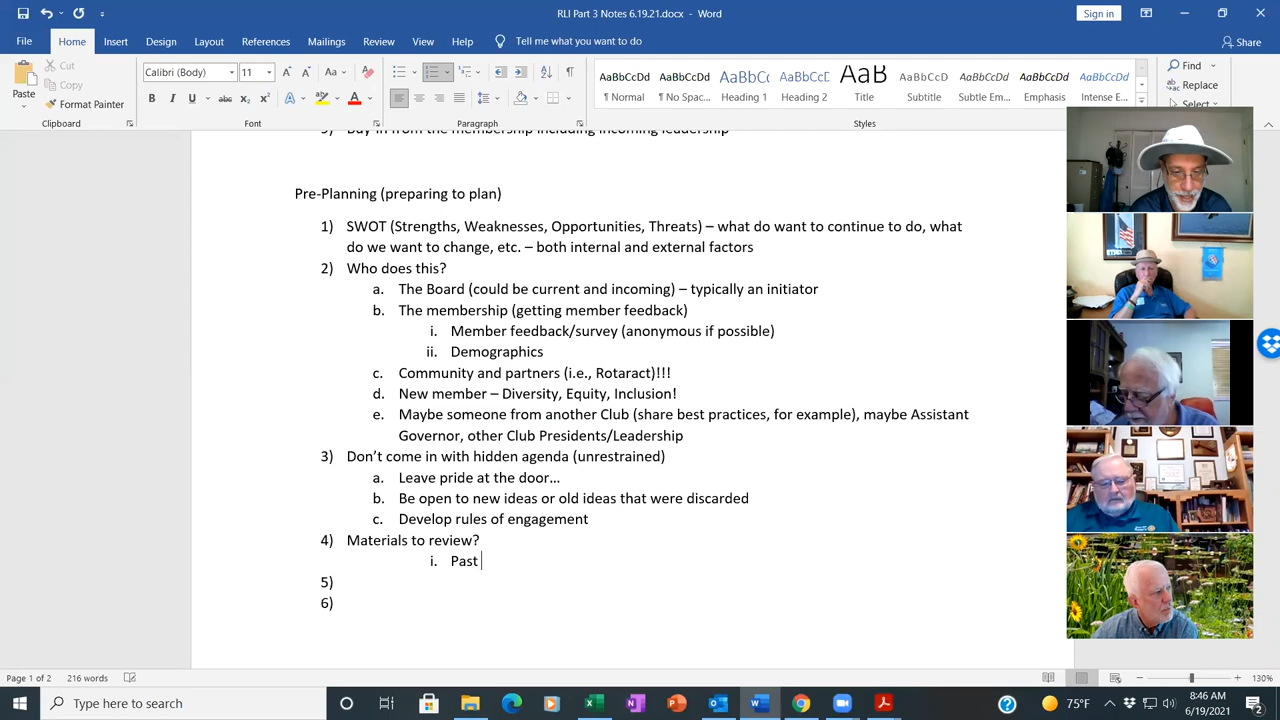 RLI Part 3 Notes 6.19.21.docx - Word
Sign in
File Home Insert Design Layout References Mailings Review View Help Tell me what you want to do
Share
Paste
Cut
Copy
Format Painter
Clipboard
Calibri (Body) 11
Font
Paragraph
AaBbCcDd AaBbCcDd AaBbCc AaBbCcD AaB AaBbCcD AaBbCcDd AaBbCcDd AaBbCcDd
¶ Normal ¶ No Spac... Heading 1 Heading 2 Title Subtitle Subtle Em... Emphasis Intense E...
Styles
Find
Replace
Select
Buy in from the membership including incoming leadership
Pre-Planning (preparing to plan)
1) SWOT (Strengths, Weaknesses, Opportunities, Threats) – what do want to continue to do, what
do we want to change, etc. – both internal and external factors
2) Who does this?
a. The Board (could be current and incoming) – typically an initiator
b. The membership (getting member feedback)
i. Member feedback/survey (anonymous if possible)
ii. Demographics
c. Community and partners (i.e., Rotaract)!!!
d. New member – Diversity, Equity, Inclusion!
e. Maybe someone from another Club (share best practices, for example), maybe Assistant
Governor, other Club Presidents/Leadership
3) Don’t come in with hidden agenda (unrestrained)
a. Leave pride at the door…
b. Be open to new ideas or old ideas that were discarded
c. Develop rules of engagement
4) Materials to review?
i. Past
5)
6)
Page 1 of 2 216 words
130%
Type here to search
75°F
8:46 AM
6/19/2021